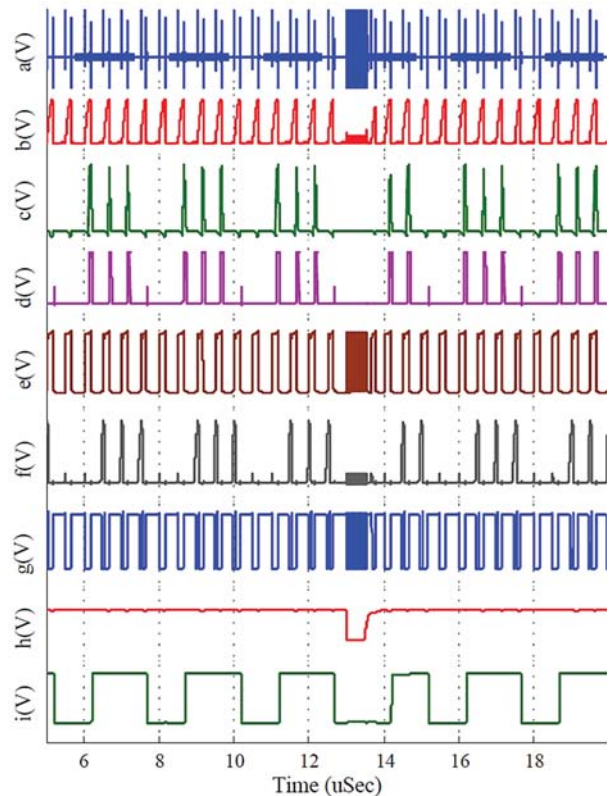 a(V)
b(V)
c(V)
d(V)
e(V)
f(V)
g(V)
h(V)
i(V)
6 8 10 12 14 16 18
Time (uSec)